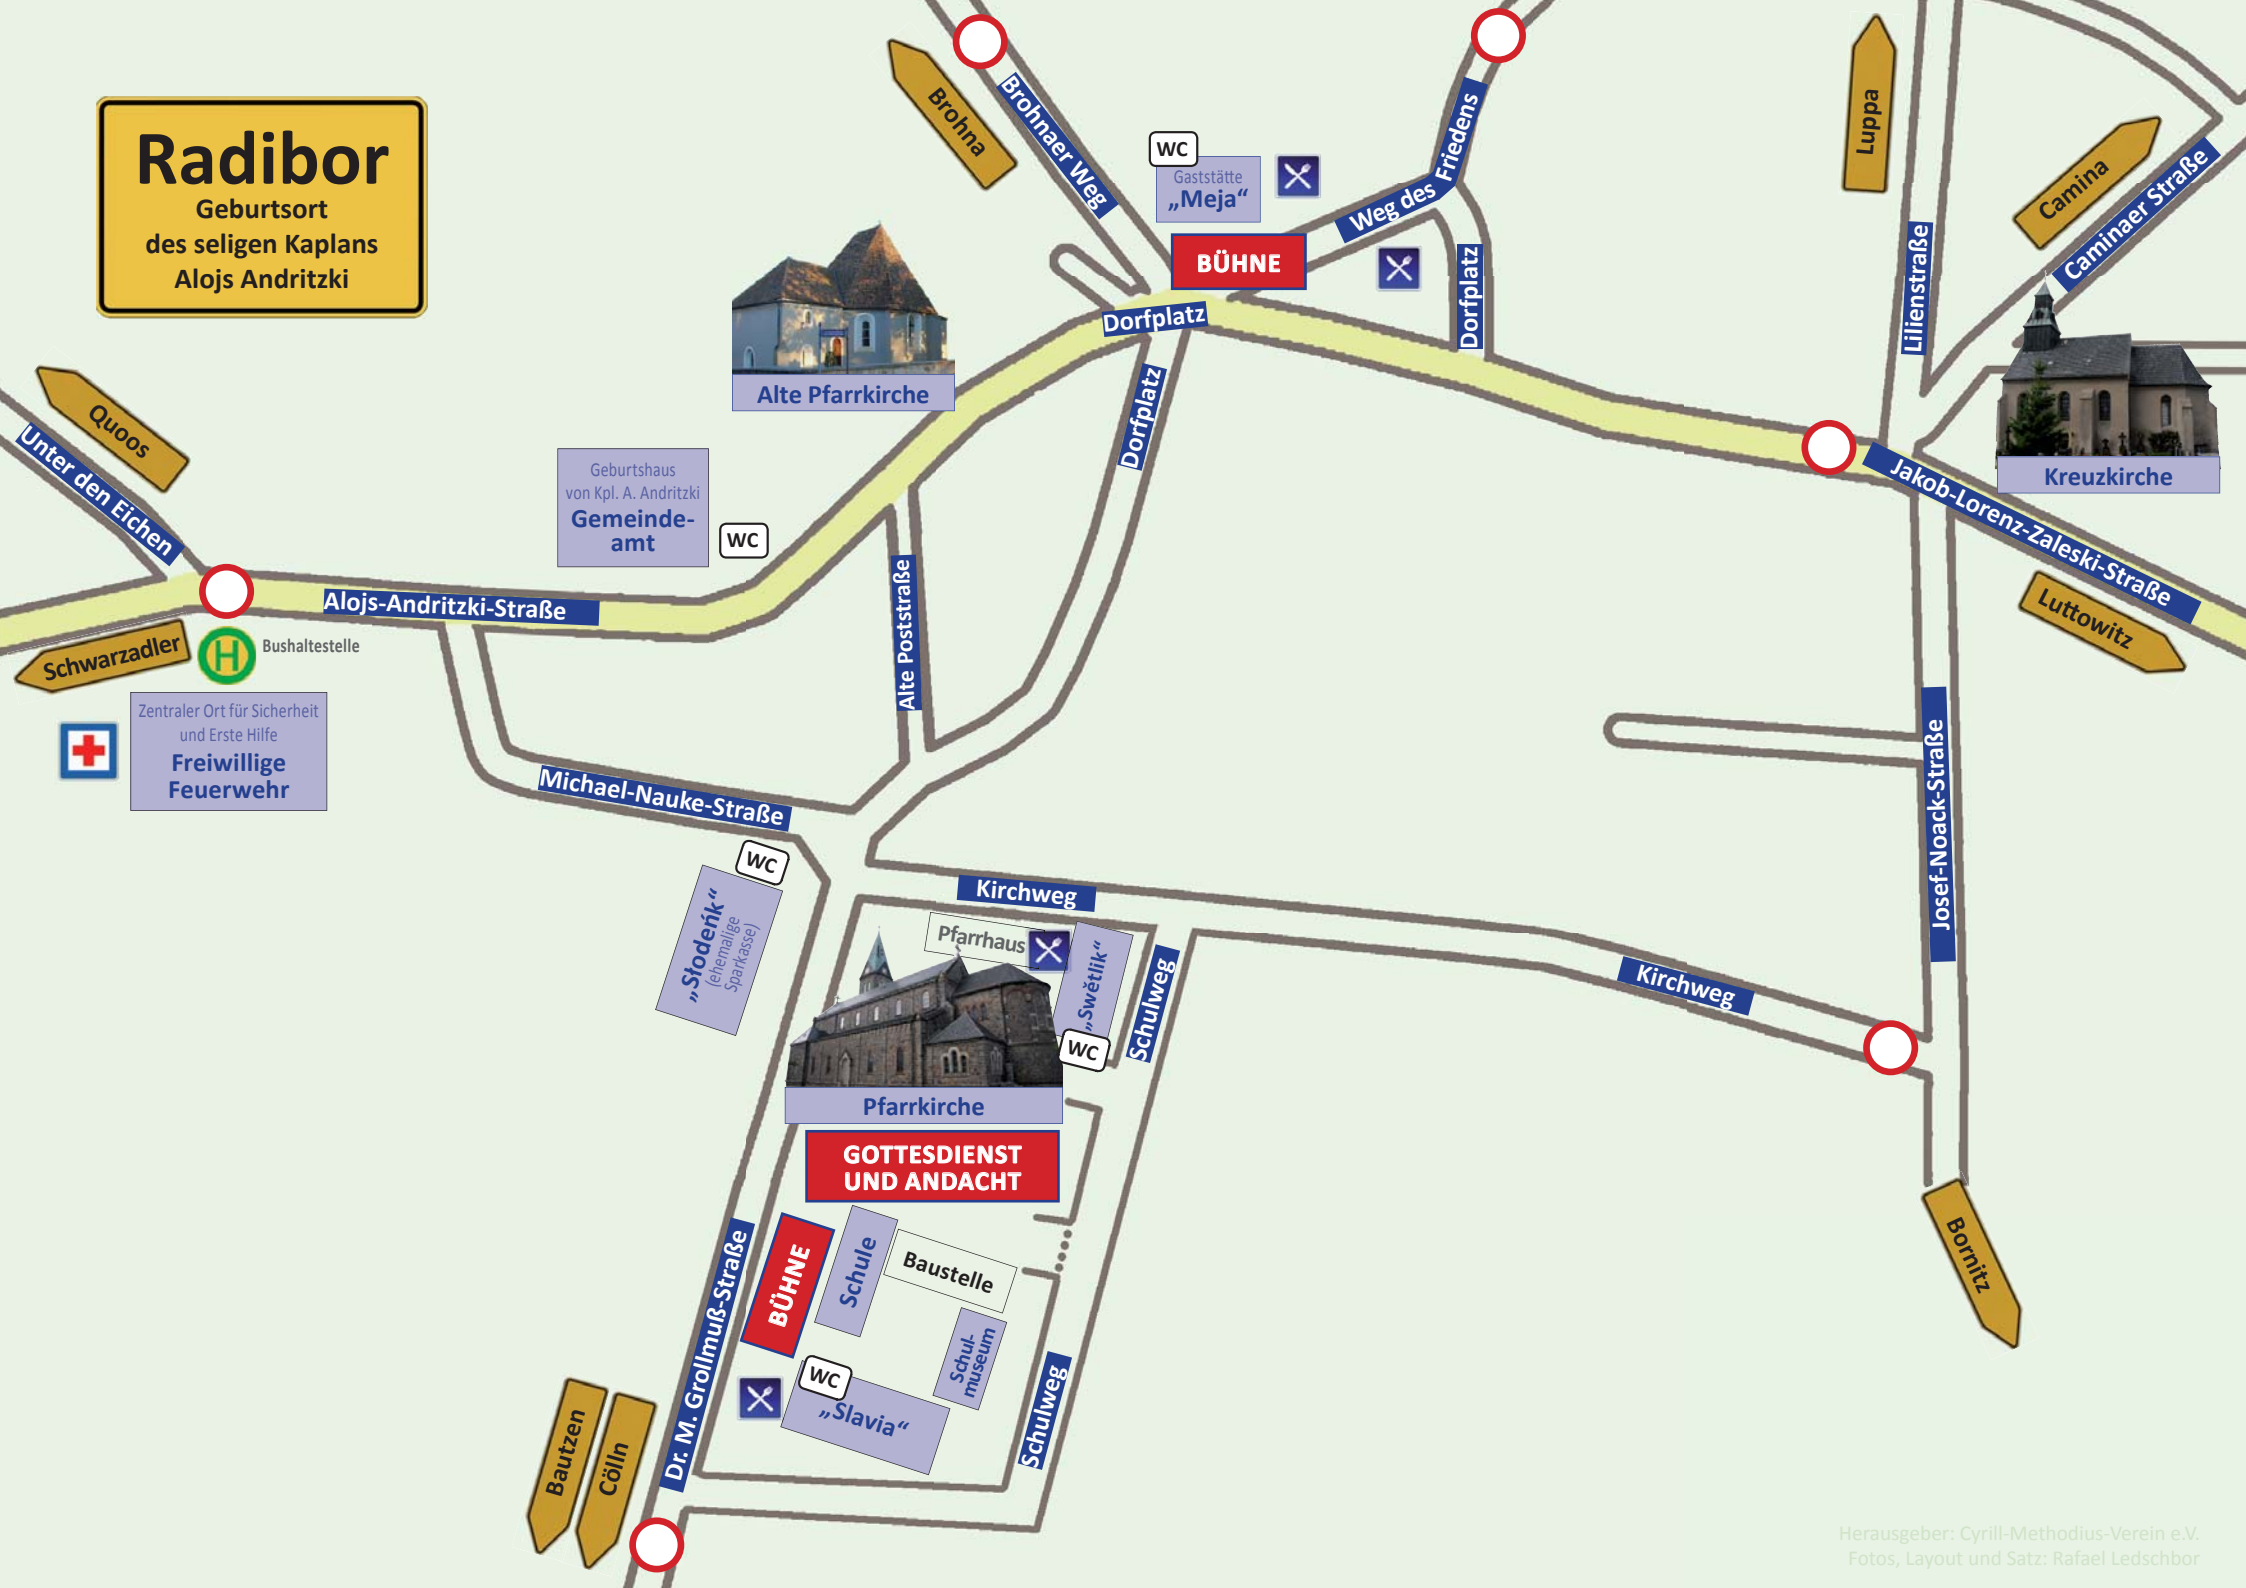 Radibor
Geburtsort
des seligen Kaplans
Alojs Andritzki
Brohna
Brohnaer Weg
WC
Gaststätte
„Meja“
BÜHNE
Weg des Friedens
Dorfplatz
Dorfplatz
Dorfplatz
Luppa
Lilienstraße
Camina
Caminaer Straße
Alte Pfarrkirche
Kreuzkirche
Quoos
Unter den Eichen
Geburtshaus
von Kpl. A. Andritzki
Gemeinde-
amt
WC
Jakob-Lorenz-Zaleski-Straße
Luttowitz
Alojs-Andritzki-Straße
Schwarzadler
H
Bushaltestelle
Zentraler Ort für Sicherheit
und Erste Hilfe
Freiwillige
Feuerwehr
Alte Poststraße
Michael-Nauke-Straße
Josef-Noack-Straße
WC
„Słodeńk“
(ehemalige
Sparkasse)
Kirchweg
Pfarrhaus
„Swětlik“
WC
Schulweg
Kirchweg
Pfarrkirche
GOTTESDIENST
UND ANDACHT
BÜHNE
Schule
Baustelle
Schul-
museum
WC
„Slavia“
Dr. M. Grollmuß-Straße
Schulweg
Bautzen
Cölln
Bornitz
Herausgeber: Cyrill-Methodius-Verein e.V.
Fotos, Layout und Satz: Rafael Ledschbor